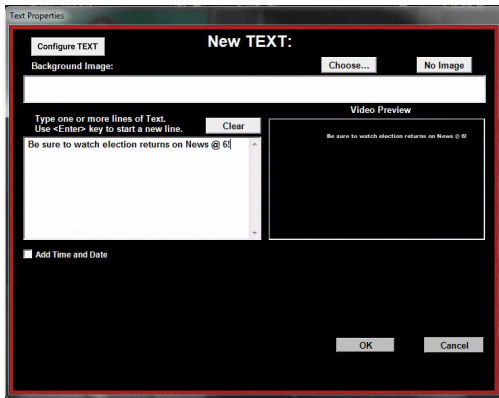 Text Properties
Configure TEXT
New TEXT:
Background Image:
Choose...
No Image
Type one or more lines of Text.
Use <Enter> key to start a new line.
Clear
Video Preview
Be sure to watch election returns on News @ 6!
Be sure to watch election returns on News @ 6!
Add Time and Date
OK
Cancel